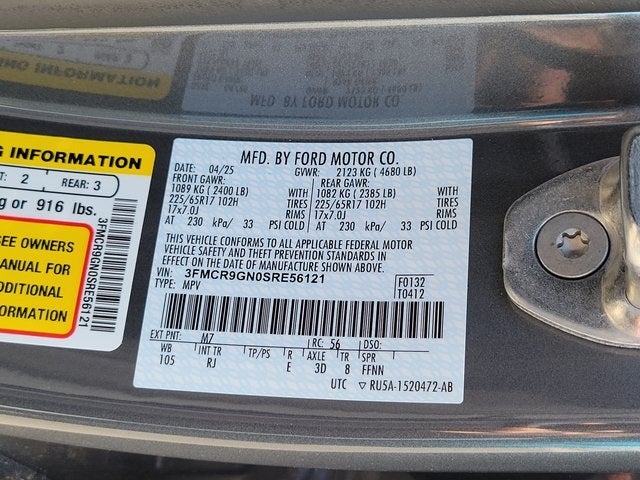 MFD. BY FORD MOTOR CO.
G INFORMATION
T: 2 REAR: 3
g or 916 lbs.
SEE OWNERS
MANUAL FOR
ADDITIONAL
FORMATION
3FMCR9GN0SRE56121
MFD. BY FORD MOTOR CO.
DATE: 04/25 GVWR: 2123 KG ( 4680 LB)
FRONT GAWR: REAR GAWR:
1089 KG ( 2400 LB) WITH 1082 KG ( 2385 LB) WITH
225/65R17 102H TIRES 225/65R17 102H TIRES
17x7.0J RIMS 17x7.0J RIMS
AT 230 kPa/ 33 PSI COLD AT 230 kPa/ 33 PSI COLD
THIS VEHICLE CONFORMS TO ALL APPLICABLE FEDERAL MOTOR
VEHICLE SAFETY AND THEFT PREVENTION STANDARDS IN
EFFECT ON THE DATE OF MANUFACTURE SHOWN ABOVE.
VIN: 3FMCR9GN0SRE56121 F0132
TYPE: MPV T0412
EXT PNT: M7 RC: 56 DSO:
WB INT TR TP/PS R AXLE TR SPR
105 RJ E 3D 8 FFNN
UTC ▼ RU5A-1520472-AB